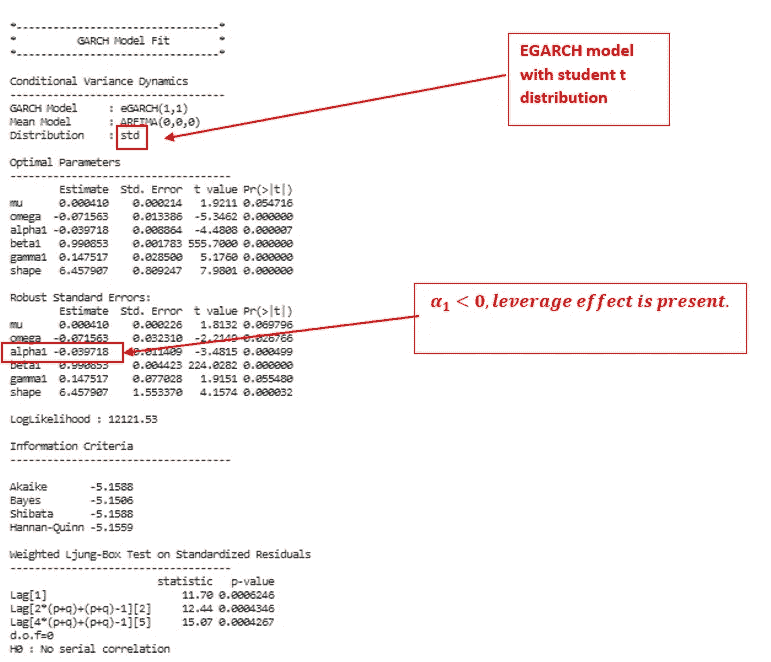 *---------------------------------*
*          GARCH Model Fit        *
*---------------------------------*
Conditional Variance Dynamics
-----------------------------------
GARCH Model : eGARCH(1,1)
Mean Model : ARFIMA(0,0,0)
Distribution : std
Optimal Parameters
------------------------------------
Estimate Std. Error t value Pr(>|t|)
mu 0.000410 0.000214 1.9211 0.054716
omega -0.071563 0.013386 -5.3462 0.000000
alpha1 -0.039718 0.008864 -4.4808 0.000007
beta1 0.990853 0.001783 555.7000 0.000000
gamma1 0.147517 0.028500 5.1760 0.000000
shape 6.457907 0.809247 7.9801 0.000000
Robust Standard Errors:
Estimate Std. Error t value Pr(>|t|)
mu 0.000410 0.000226 1.8132 0.069796
omega -0.071563 0.032310 -2.2149 0.026766
alpha1 -0.039718 0.011409 -3.4815 0.000499
beta1 0.990853 0.004423 224.0282 0.000000
gamma1 0.147517 0.077028 1.9151 0.055480
shape 6.457907 1.553370 4.1574 0.000032
LogLikelihood : 12121.53
Information Criteria
------------------------------------
Akaike -5.1588
Bayes -5.1506
Shibata -5.1588
Hannan-Quinn -5.1559
Weighted Ljung-Box Test on Standardized Residuals
------------------------------------
statistic p-value
Lag[1] 11.70 0.0006246
Lag[2*(p+q)+(p+q)-1][2] 12.44 0.0004346
Lag[4*(p+q)+(p+q)-1][5] 15.07 0.0004267
d.o.f=0
H0 : No serial correlation
EGARCH model
with student t
distribution
α₁ < 0, leverage effect is present.